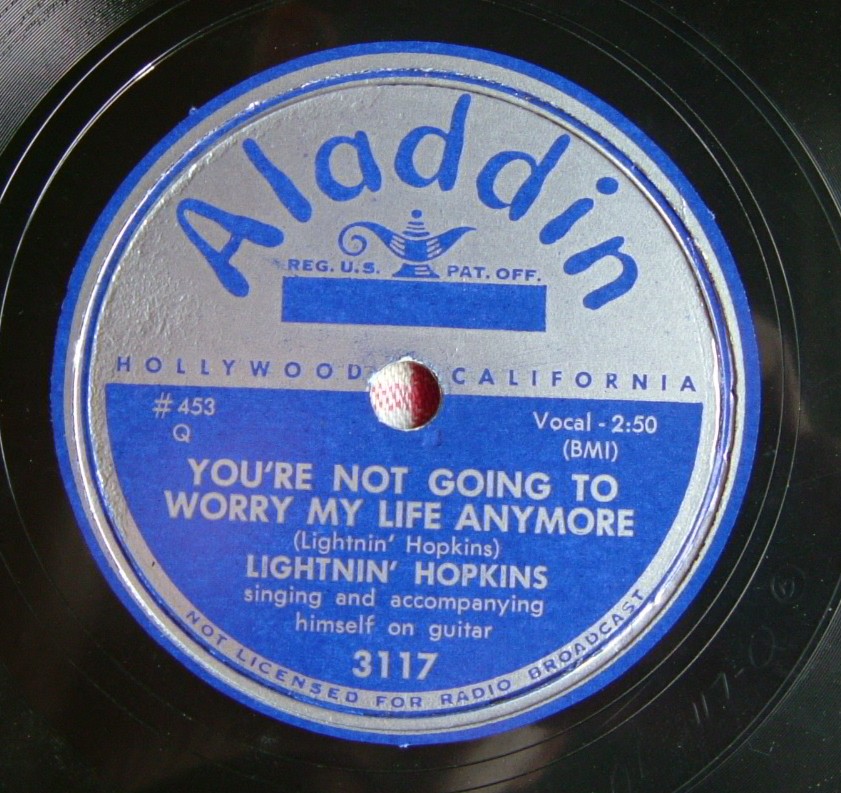 Aladdin
REG. U.S. PAT. OFF.
HOLLYWOOD CALIFORNIA
# 453
Q
Vocal - 2:50
(BMI)
YOU'RE NOT GOING TO
WORRY MY LIFE ANYMORE
(Lightnin' Hopkins)
LIGHTNIN' HOPKINS
singing and accompanying
himself on guitar
3117
NOT LICENSED FOR RADIO BROADCAST